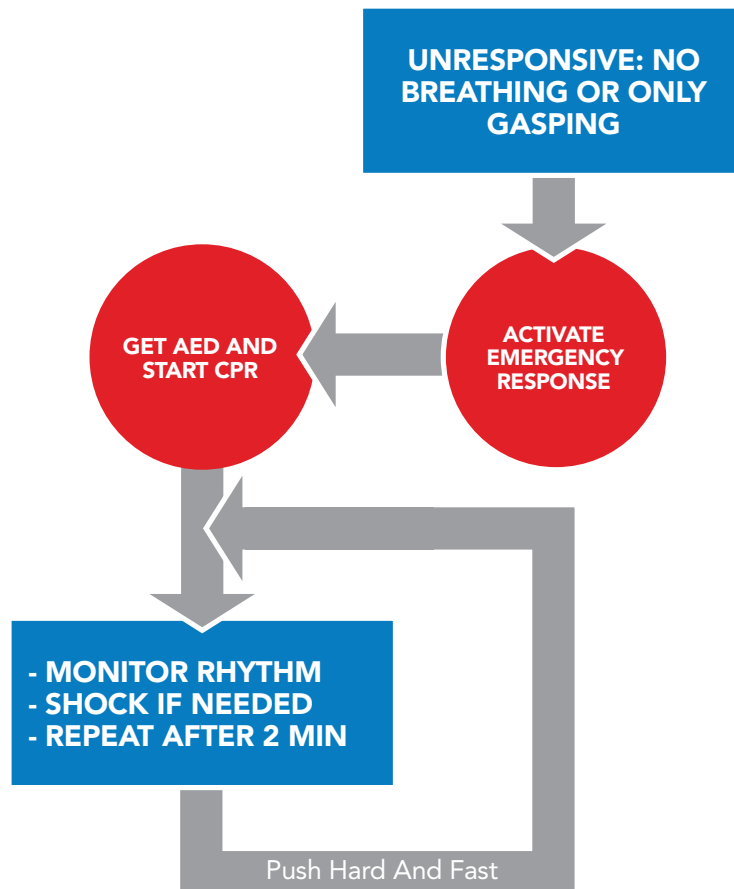 UNRESPONSIVE: NO
BREATHING OR ONLY
GASPING
ACTIVATE
EMERGENCY
RESPONSE
GET AED AND
START CPR
- MONITOR RHYTHM
- SHOCK IF NEEDED
- REPEAT AFTER 2 MIN
Push Hard And Fast